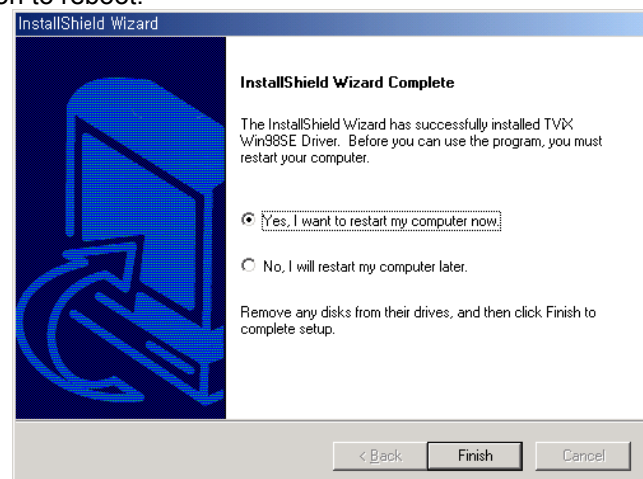 to reboot.
InstallShield Wizard
InstallShield Wizard Complete
The InstallShield Wizard has successfully installed TViX
Win98SE Driver. Before you can use the program, you must
restart your computer.
Yes, I want to restart my computer now.
No, I will restart my computer later.
Remove any disks from their drives, and then click Finish to
complete setup.
< Back
Finish
Cancel